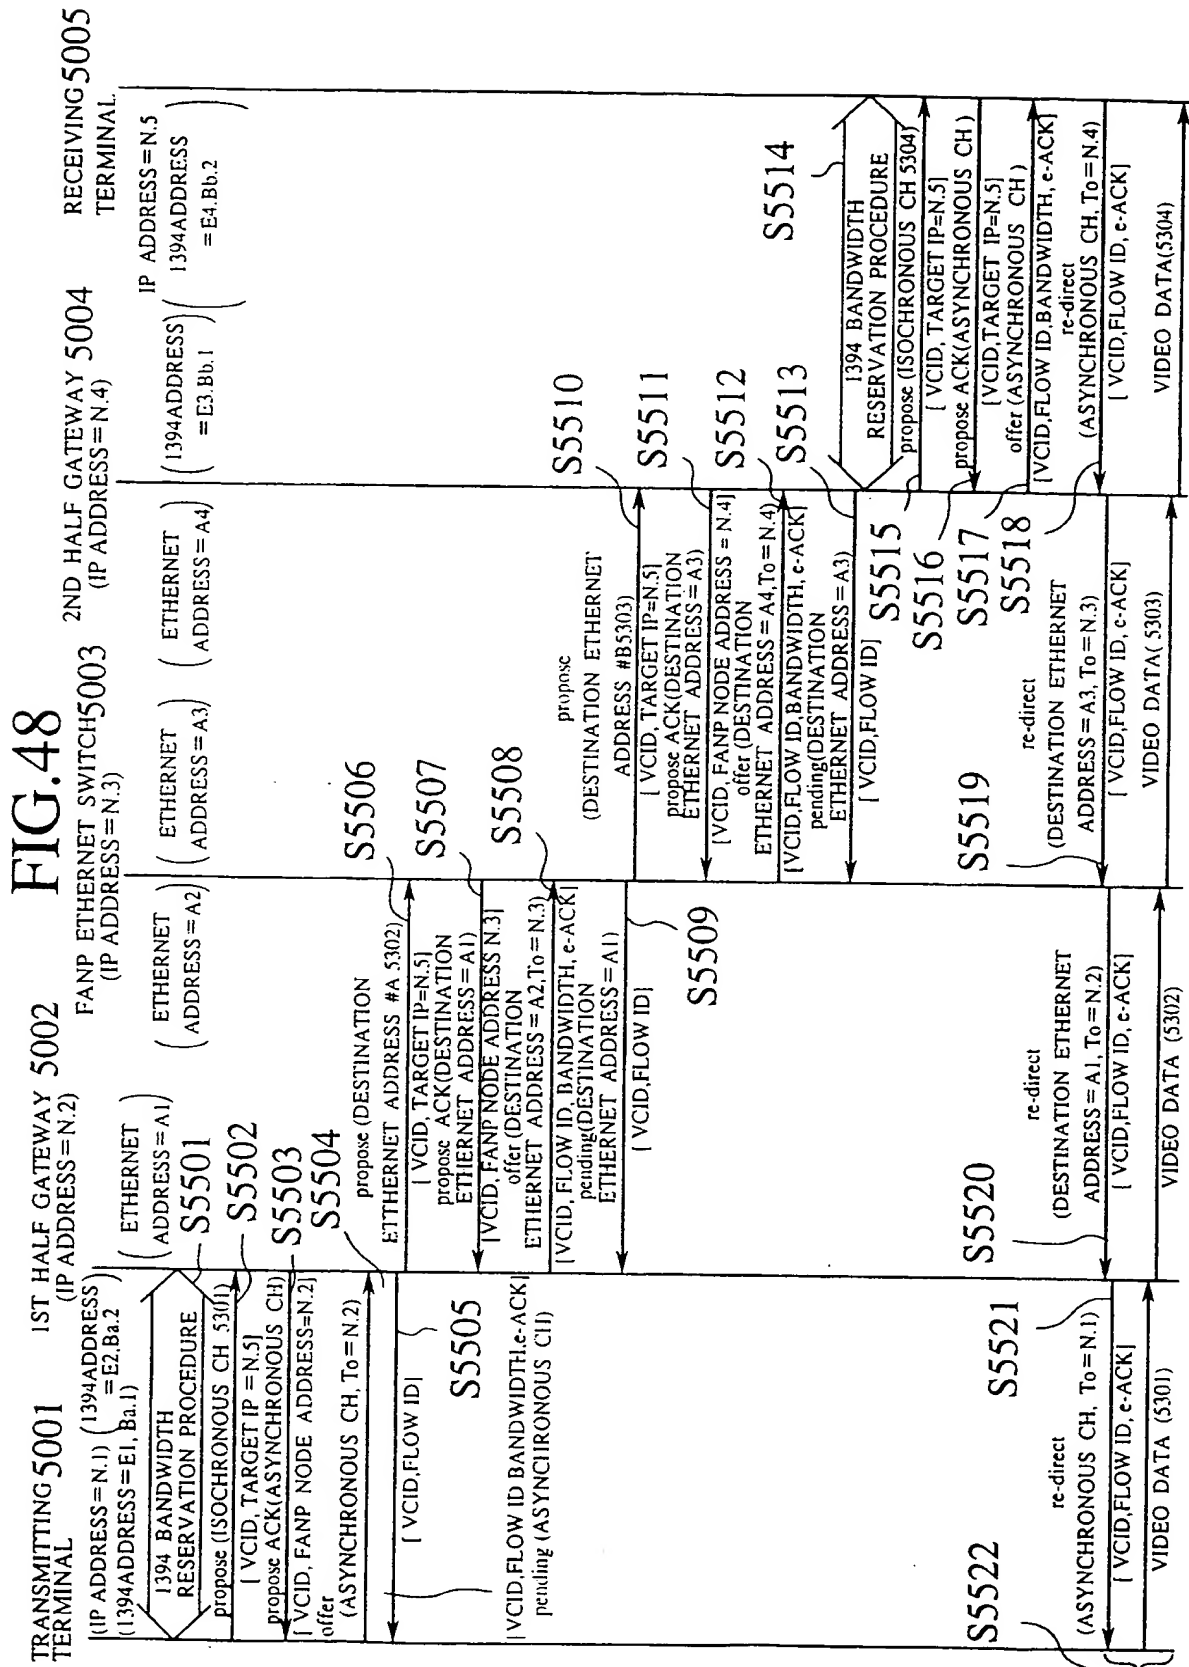 FIG.48
TRANSMITTING 5001
TERMINAL
(IP ADDRESS=N.1)
(1394ADDRESS=E1, Ba.1)
1ST HALF GATEWAY 5002
(IP ADDRESS=N.2)
(1394ADDRESS
=E2,Ba.2)
(ETHERNET
ADDRESS=A1)
FANP ETHERNET SWITCH5003
(IP ADDRESS=N.3)
(ETHERNET
ADDRESS=A2)
(ETHERNET
ADDRESS=A3)
2ND HALF GATEWAY 5004
(IP ADDRESS=N.4)
(ETHERNET
ADDRESS=A4)
(1394ADDRESS
=E3.Bb.1)
RECEIVING 5005
TERMINAL
IP ADDRESS=N.5
(1394ADDRESS
=E4.Bb.2)
1394 BANDWIDTH
RESERVATION PROCEDURE
S5501
propose (ISOCHRONOUS CH 5301)
[VCID, TARGET IP=N.5]
S5502
propose ACK(ASYNCHRONOUS CH)
[VCID, FANP NODE ADDRESS=N.2]
S5503
offer
(ASYNCHRONOUS CH, To=N.2)
S5504
[VCID,FLOW ID BANDWIDTH,e-ACK]
pending (ASYNCHRONOUS CH)
[VCID,FLOW ID]
S5505
propose (DESTINATION
ETTHERNET ADDRESS #A 5302)
[VCID, TARGET IP=N.5]
S5506
propose ACK(DESTINATION
ETHERNET ADDRESS=A1)
[VCID, FANP NODE ADDRESS N.3]
S5507
offer (DESTINATION
ETHERNET ADDRESS=A2,To=N.3)
[VCID, FLOW ID, BANDWIDTH, e-ACK]
S5508
pending(DESTINATION
ETHERNET ADDRESS=A1)
[VCID,FLOW ID]
S5509
propose
(DESTINATION ETHERNET
ADDRESS #B5303)
[VCID, TARGET IP=N.5]
S5510
propose ACK(DESTINATION
ETHERNET ADDRESS=A3)
[VCID, FANP NODE ADDRESS=N.4]
S5511
offer (DESTINATION
ETHERNET ADDRESS=A4,To=N.4)
[VCID,FLOW ID,BANDWIDTH, e-ACK]
S5512
pending(DESTINATION
ETHERNET ADDRESS=A3)
[VCID,FLOW ID]
S5513
1394 BANDWIDTH
RESERVATION PROCEDURE
S5514
propose (ISOCHRONOUS CH 5304)
[VCID, TARGET IP=N.5]
S5515
propose ACK(ASYNCHRONOUS CH)
[VCID,TARGET IP=N.5]
S5516
offer (ASYNCHRONOUS CH)
[VCID,FLOW ID,BANDWIDTH, e-ACK]
S5517
re-direct
(ASYNCHRONOUS CH, To=N.4)
[VCID,FLOW ID, e-ACK]
S5518
re-direct
(DESTINATION ETHERNET
ADDRESS=A3, To=N.3)
[VCID,FLOW ID, e-ACK]
S5519
re-direct
(DESTINATION ETHERNET
ADDRESS=A1, To=N.2)
[VCID,FLOW ID, e-ACK]
S5520
re-direct
(ASYNCHRONOUS CH, To=N.1)
[VCID,FLOW ID, e-ACK]
S5521
S5522
VIDEO DATA (5301)
VIDEO DATA (5302)
VIDEO DATA( 5303)
VIDEO DATA(5304)